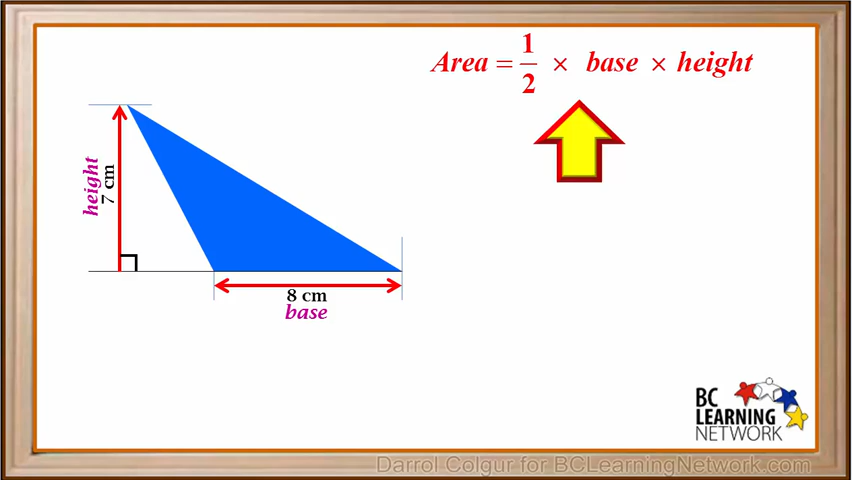 Area = 1/2 × base × height
height
7 cm
8 cm
base
BC
LEARNING
NETWORK
Darrol Colgur for BCLearningNetwork.com